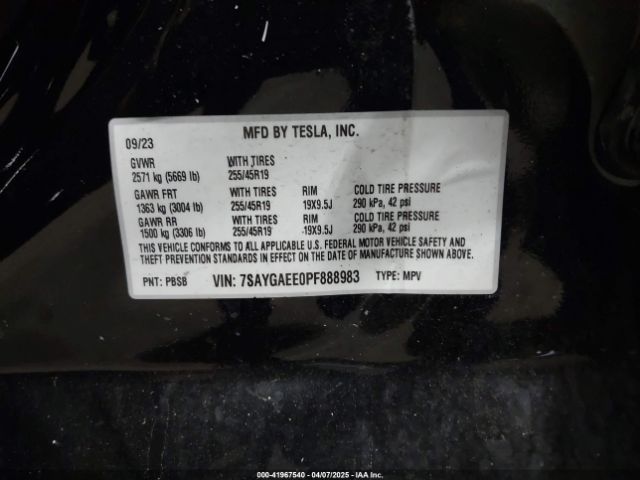 MFD BY TESLA, INC.
09/23
GVWR WITH TIRES
2571 kg (5669 lb) 255/45R19
GAWR FRT WITH TIRES RIM COLD TIRE PRESSURE
1363 kg (3004 lb) 255/45R19 19X9.5J 290 kPa, 42 psi
GAWR RR WITH TIRES RIM COLD TIRE PRESSURE
1500 kg (3306 lb) 255/45R19 19X9.5J 290 kPa, 42 psi
THIS VEHICLE CONFORMS TO ALL APPLICABLE U.S. FEDERAL MOTOR VEHICLE SAFETY AND
THEFT PREVENTION STANDARDS IN EFFECT ON THE DATE OF MANUFACTURE SHOWN ABOVE.
PNT: PBSB VIN: 7SAYGAEE0PF888983 TYPE: MPV
000-41967540 - 04/07/2025 - IAAI.COM